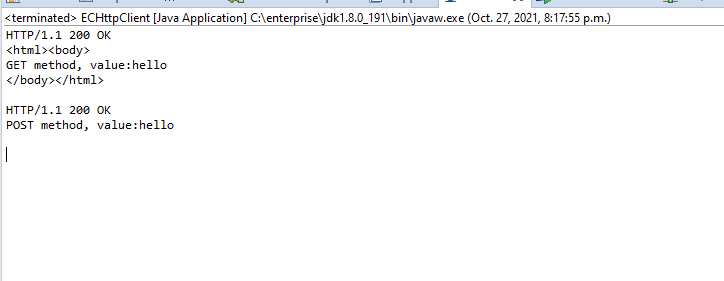 <terminated> ECHttpClient [Java Application] C:\enterprise\jdk1.8.0_191\bin\javaw.exe (Oct. 27, 2021, 8:17:55 p.m.)
HTTP/1.1 200 OK
<html><body>
GET method, value:hello
</body></html>
HTTP/1.1 200 OK
POST method, value:hello